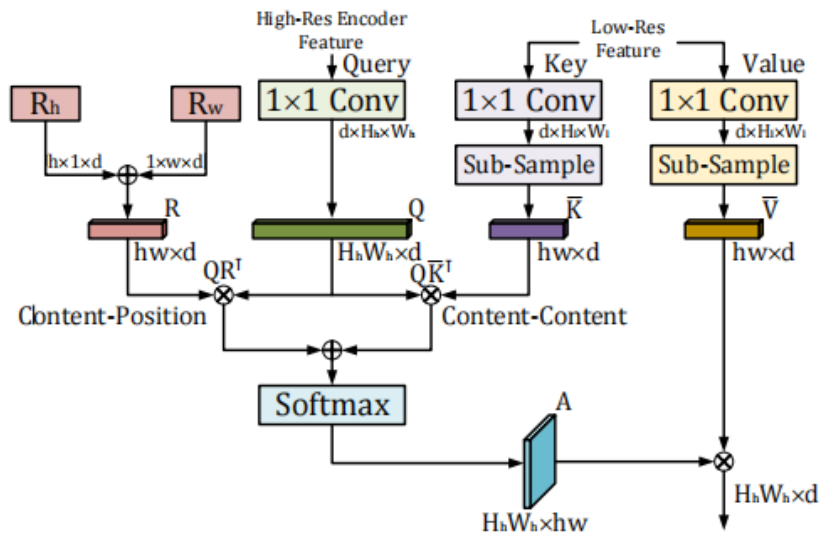 High-Res Encoder
Feature
Low-Res
Feature
Query
Key
Value
Rh
Rw
1×1 Conv
1×1 Conv
1×1 Conv
h×1×d
1×w×d
d×Hₕ×Wₕ
d×Hₗ×Wₗ
d×Hₗ×Wₗ
Sub-Sample
Sub-Sample
R
Q
K̅
V̅
hw×d
HₕWₕ×d
hw×d
hw×d
QRᵀ
QK̅ᵀ
Content-Position
Content-Content
Softmax
A
HₕWₕ×hw
HₕWₕ×d